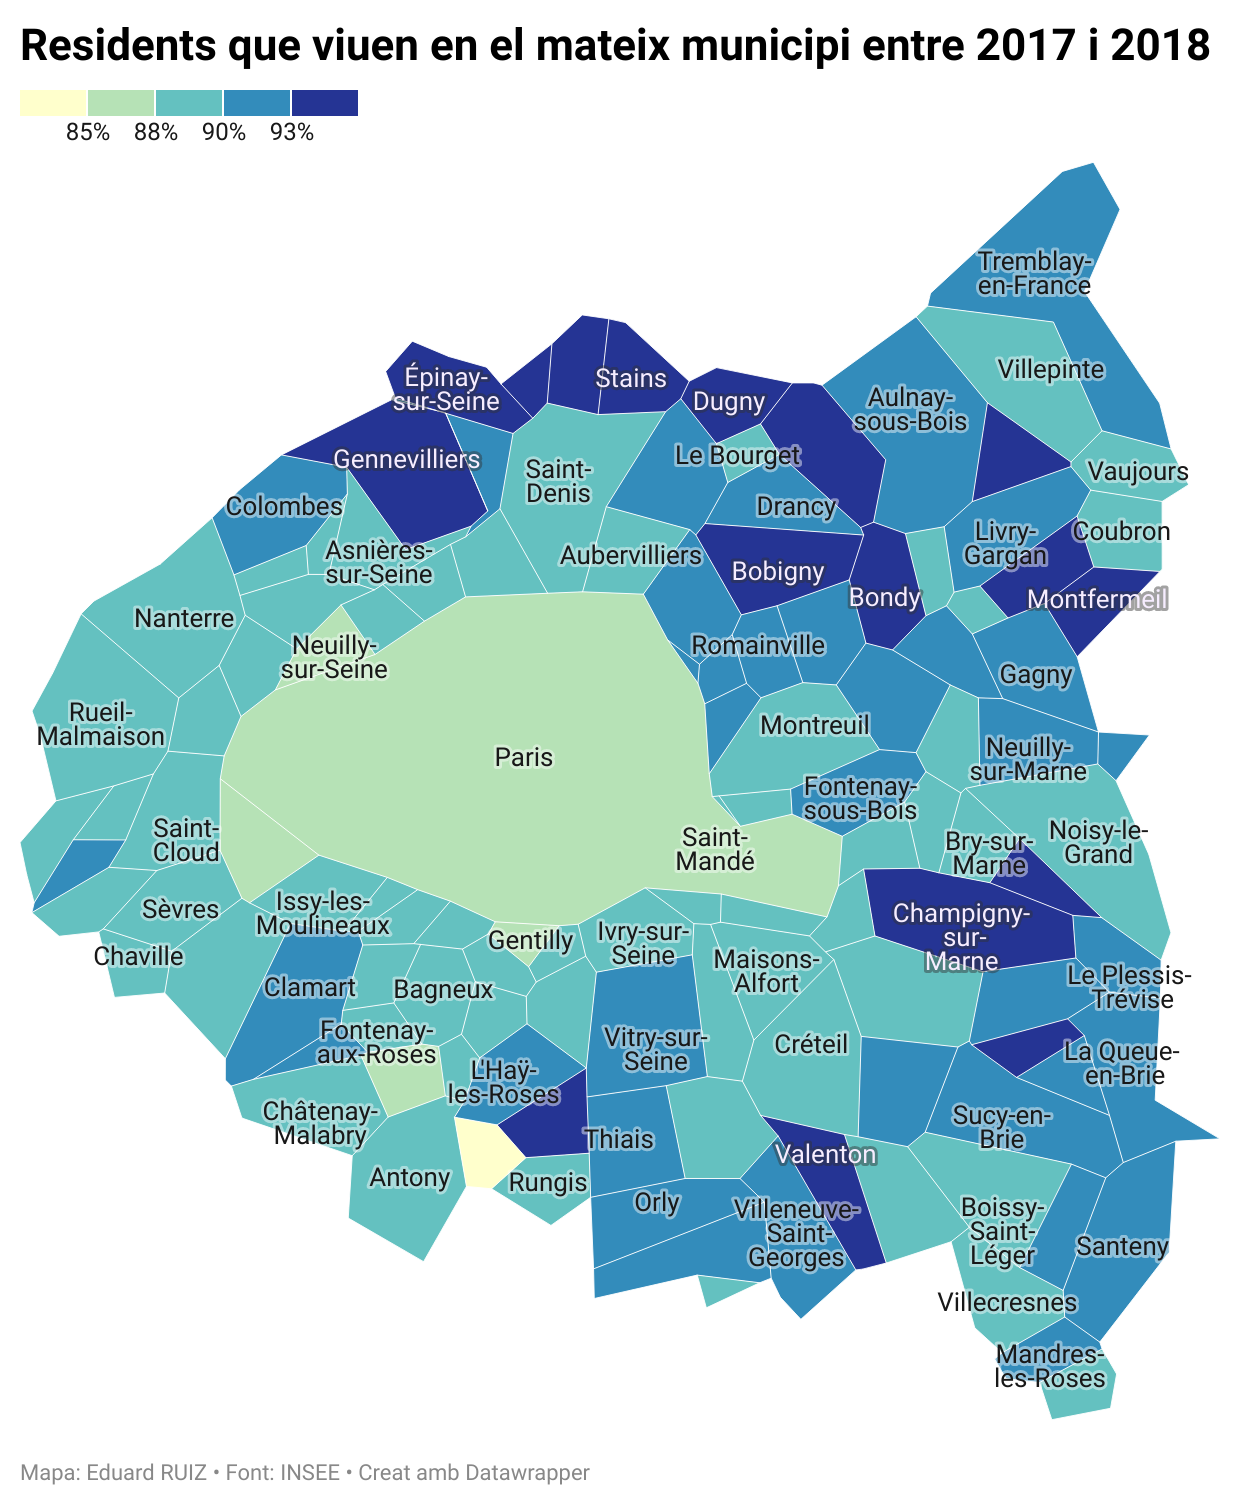 Residents que viuen en el mateix municipi entre 2017 i 2018
85% 88% 90% 93%
Tremblay-
en-France
Villepinte
Épinay-
sur-Seine
Stains
Dugny
Aulnay-
sous-Bois
Gennevilliers
Le Bourget
Saint-
Denis
Vaujours
Colombes
Drancy
Livry-
Gargan
Coubron
Asnières-
sur-Seine
Aubervilliers
Bobigny
Bondy
Montfermeil
Nanterre
Neuilly-
sur-Seine
Romainville
Gagny
Rueil-
Malmaison
Montreuil
Paris
Neuilly-
sur-Marne
Fontenay-
sous-Bois
Saint-
Cloud
Saint-
Mandé
Bry-sur-
Marne
Noisy-le-
Grand
Sèvres
Issy-les-
Moulineaux
Champigny-
sur-
Marne
Chaville
Gentilly
Ivry-sur-
Seine
Maisons-
Alfort
Le Plessis-
Trévise
Clamart
Bagneux
Fontenay-
aux-Roses
Vitry-sur-
Seine
Créteil
La Queue-
en-Brie
L'Haÿ-
les-Roses
Châtenay-
Malabry
Thiais
Sucy-en-
Brie
Valenton
Antony
Rungis
Orly
Villeneuve-
Saint-
Georges
Boissy-
Saint-
Léger
Santeny
Villecresnes
Mandres-
les-Roses
Mapa: Eduard RUIZ • Font: INSEE • Creat amb Datawrapper